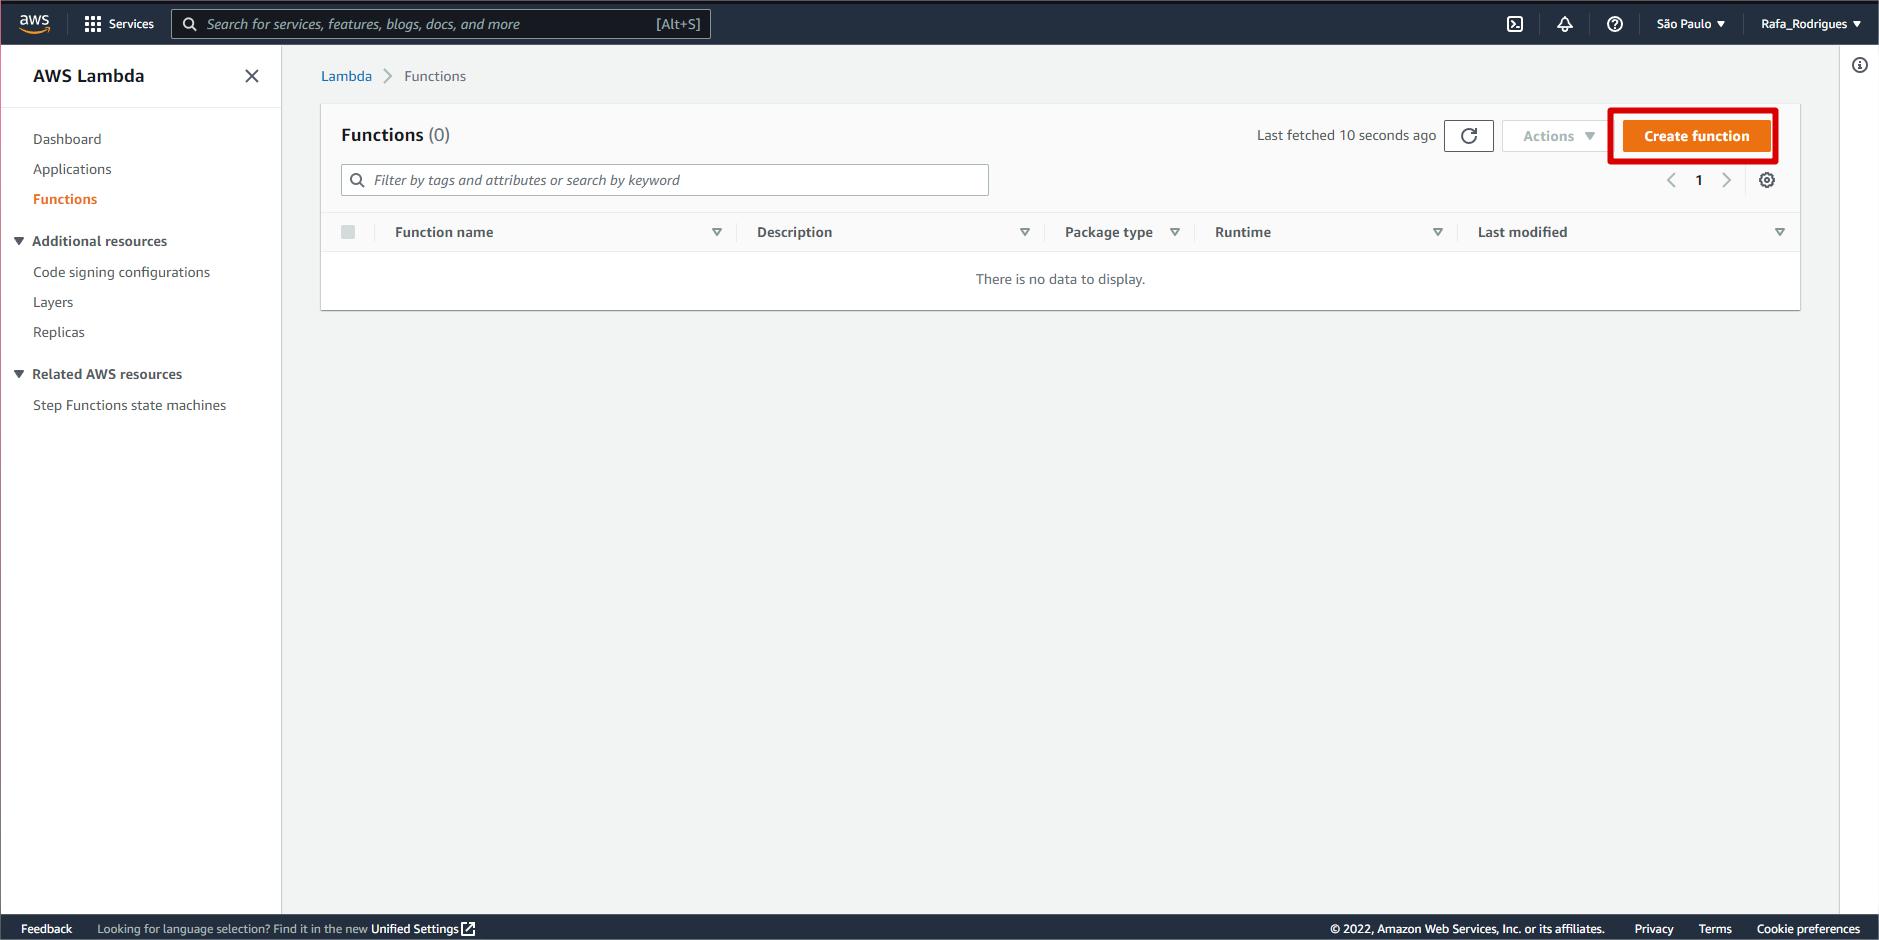 aws
Services
Search for services, features, blogs, docs, and more
[Alt+S]
São Paulo
Rafa_Rodrigues
AWS Lambda
Dashboard
Applications
Functions
Additional resources
Code signing configurations
Layers
Replicas
Related AWS resources
Step Functions state machines
Lambda
Functions
Functions (0)
Last fetched 10 seconds ago
Actions
Create function
Filter by tags and attributes or search by keyword
1
Function name
Description
Package type
Runtime
Last modified
There is no data to display.
Feedback
Looking for language selection? Find it in the new Unified Settings
© 2022, Amazon Web Services, Inc. or its affiliates.
Privacy
Terms
Cookie preferences